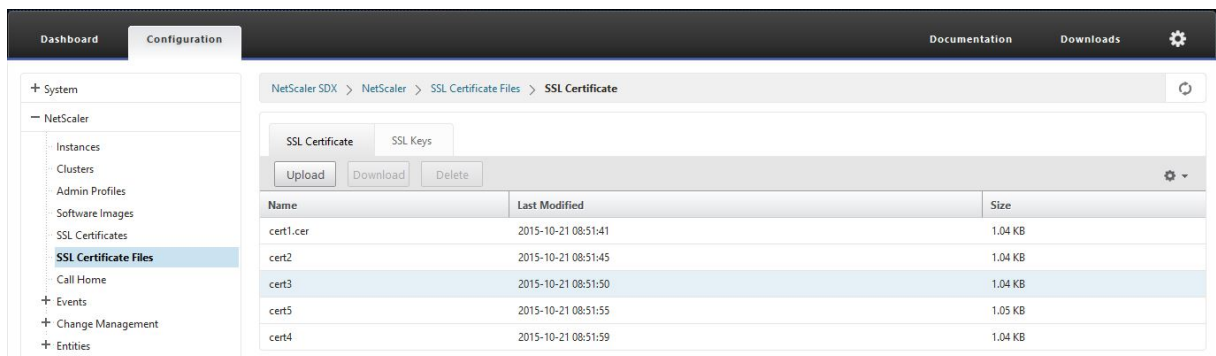 Dashboard Configuration Documentation Downloads
+ System
— NetScaler
Instances
Clusters
Admin Profiles
Software Images
SSL Certificates
SSL Certificate Files
Call Home
+ Events
+ Change Management
+ Entities
NetScaler SDX > NetScaler > SSL Certificate Files > SSL Certificate
SSL Certificate SSL Keys
Upload Download Delete
Name Last Modified Size
cert1.cer 2015-10-21 08:51:41 1.04 KB
cert2 2015-10-21 08:51:45 1.04 KB
cert3 2015-10-21 08:51:50 1.04 KB
cert5 2015-10-21 08:51:55 1.05 KB
cert4 2015-10-21 08:51:59 1.04 KB